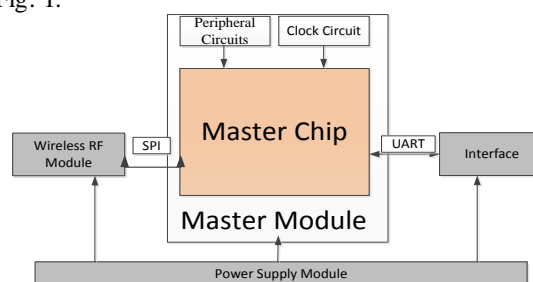 Fig. 1.
Peripheral
Circuits
Clock Circuit
Master Chip
Wireless RF
Module
SPI
UART
Interface
Master Module
Power Supply Module